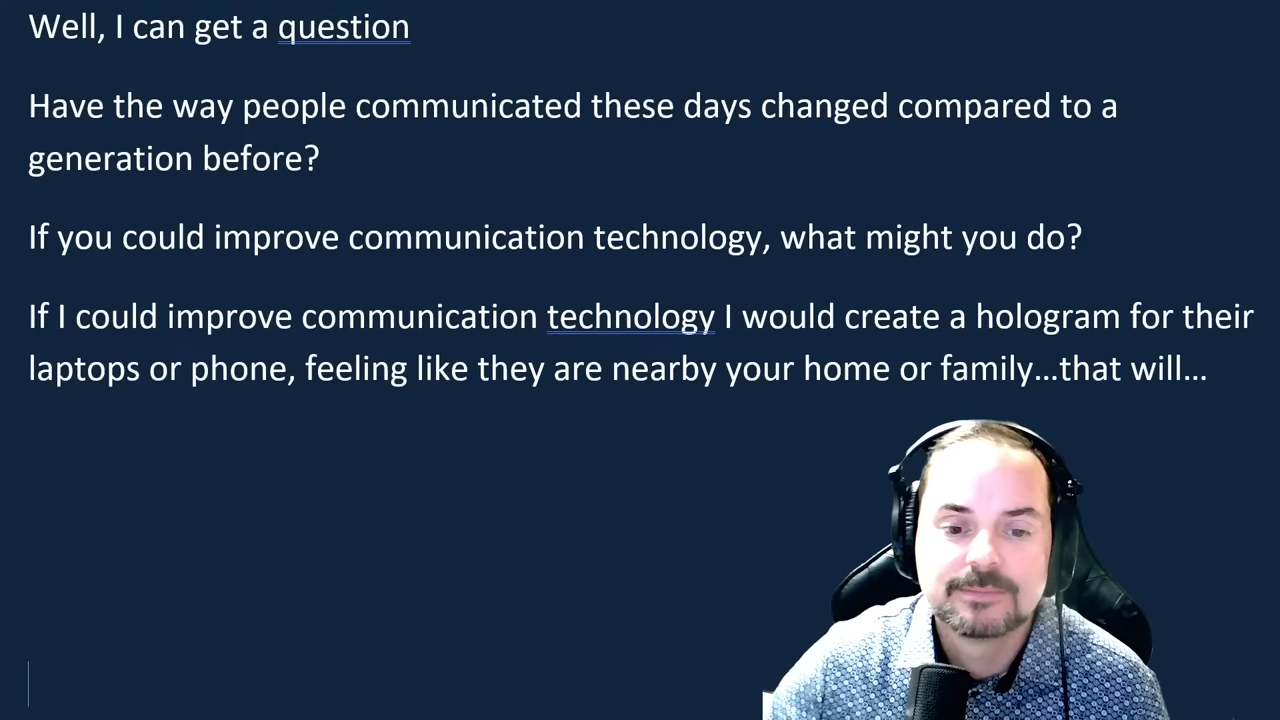 Well, I can get a question
Have the way people communicated these days changed compared to a
generation before?
If you could improve communication technology, what might you do?
If I could improve communication technology I would create a hologram for their
laptops or phone, feeling like they are nearby your home or family...that will...